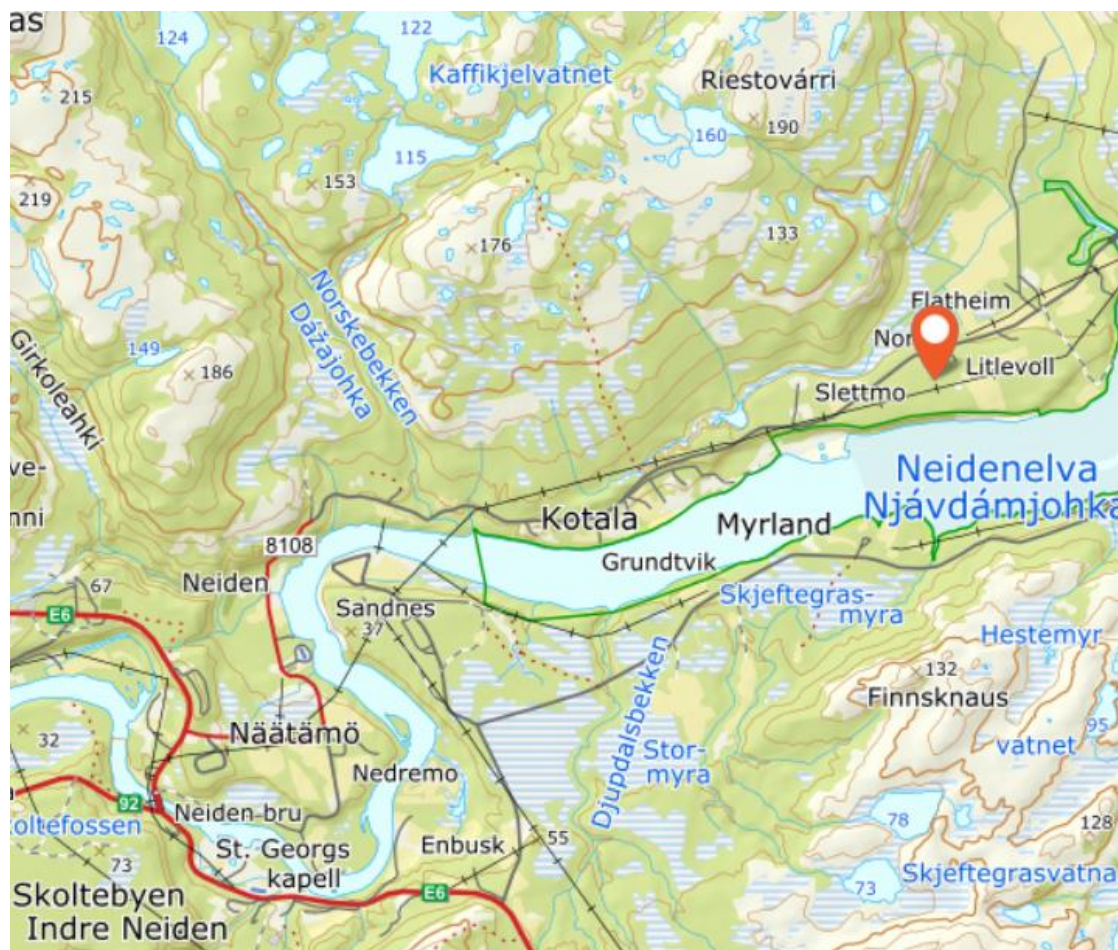 as
124
122
Kaffikjelvatnet
Riestovárri
215
190
160
115
153
219
176
133
Norskebekken
Dážajohka
Flatheim
Nor
Litlevoll
Slettmo
Girkoleahki
149
186
ve-
nni
Neidenelva
Njávdámjohka
Kotala
Myrland
8108
Grundtvik
67
Neiden
Skjeftegras-
myra
E6
Sandnes
37
Hestemyr
132
Finnsknaus
vatnet
95
Näätämö
32
Stor-
myra
Djupdalsbekken
Nedremo
92
Neiden bru
koltefossen
78
128
73
St. Georgs
kapell
Enbusk
55
E6
73
Skjeftegrasvatna
Skoltebyen
Indre Neiden